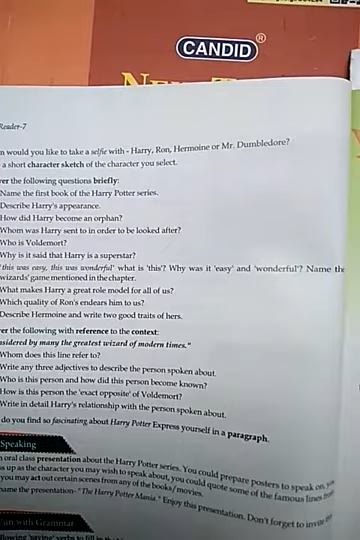 CANDID®
Reader-7
would you like to take a selfie with - Harry, Ron, Hermoine or Mr. Dumbledore?
a short character sketch of the character you select.
the following questions briefly:
Name the first book of the Harry Potter series.
Describe Harry's appearance.
How did Harry become an orphan?
Whom was Harry sent to in order to be looked after?
Who is Voldemort?
Why is it said that Harry is a superstar?
'this was easy, this was wonderful' what is 'this'? Why was it 'easy' and 'wonderful'? Name the
wizards' game mentioned in the chapter.
What makes Harry a great role model for all of us?
Which quality of Ron's endears him to us?
Describe Hermoine and write two good traits of hers.
the following with reference to the context:
by many the greatest wizard of modern times."
Whom does this line refer to?
Write any three adjectives to describe the person spoken about.
Who is this person and how did this person become known?
How is this person the 'exact opposite' of Voldemort?
Write in detail Harry's relationship with the person spoken about.
do you find so fascinating about Harry Potter Express yourself in a paragraph.
Speaking
oral class presentation about the Harry Potter series. You could prepare posters to speak on,
up as the character you may wish to speak about, you could quote some of the famous lines from
you may act out certain scenes from any of the books/movies.
name the presentation- "The Harry Potter Mania." Enjoy this presentation. Don't forget to invite
with Grammar
'saying' verbs to fill in